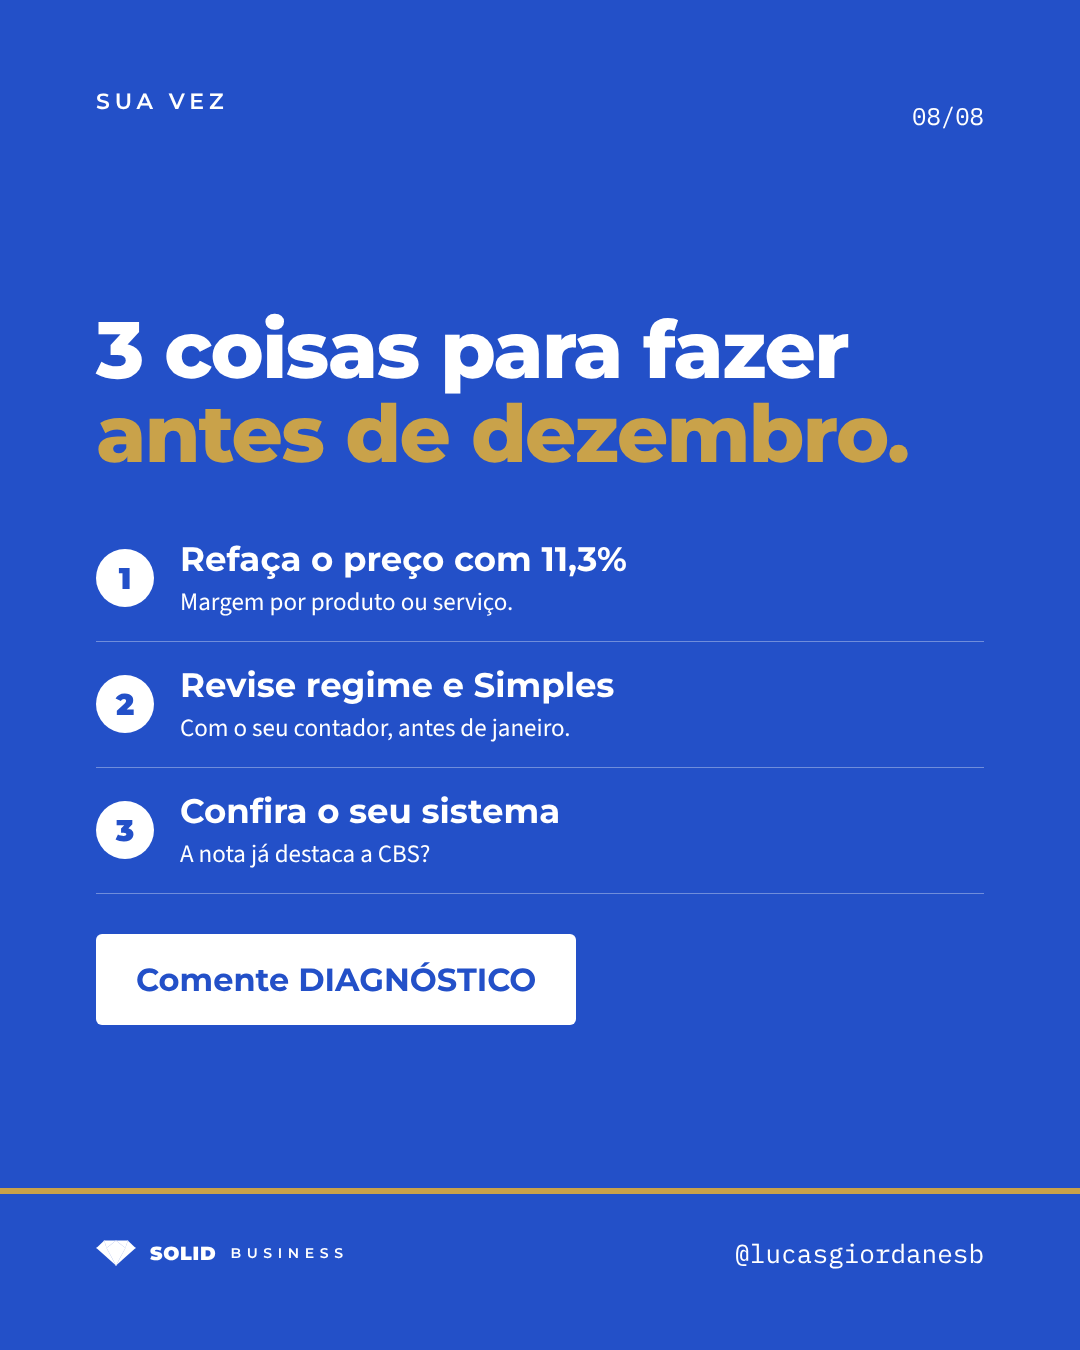 SUA VEZ
08/08
3 coisas para fazer
antes de dezembro.
1
Refaça o preço com 11,3%
Margem por produto ou serviço.
2
Revise regime e Simples
Com o seu contador, antes de janeiro.
3
Confira o seu sistema
A nota já destaca a CBS?
Comente DIAGNÓSTICO
SOLID BUSINESS
@lucasgiordanesb